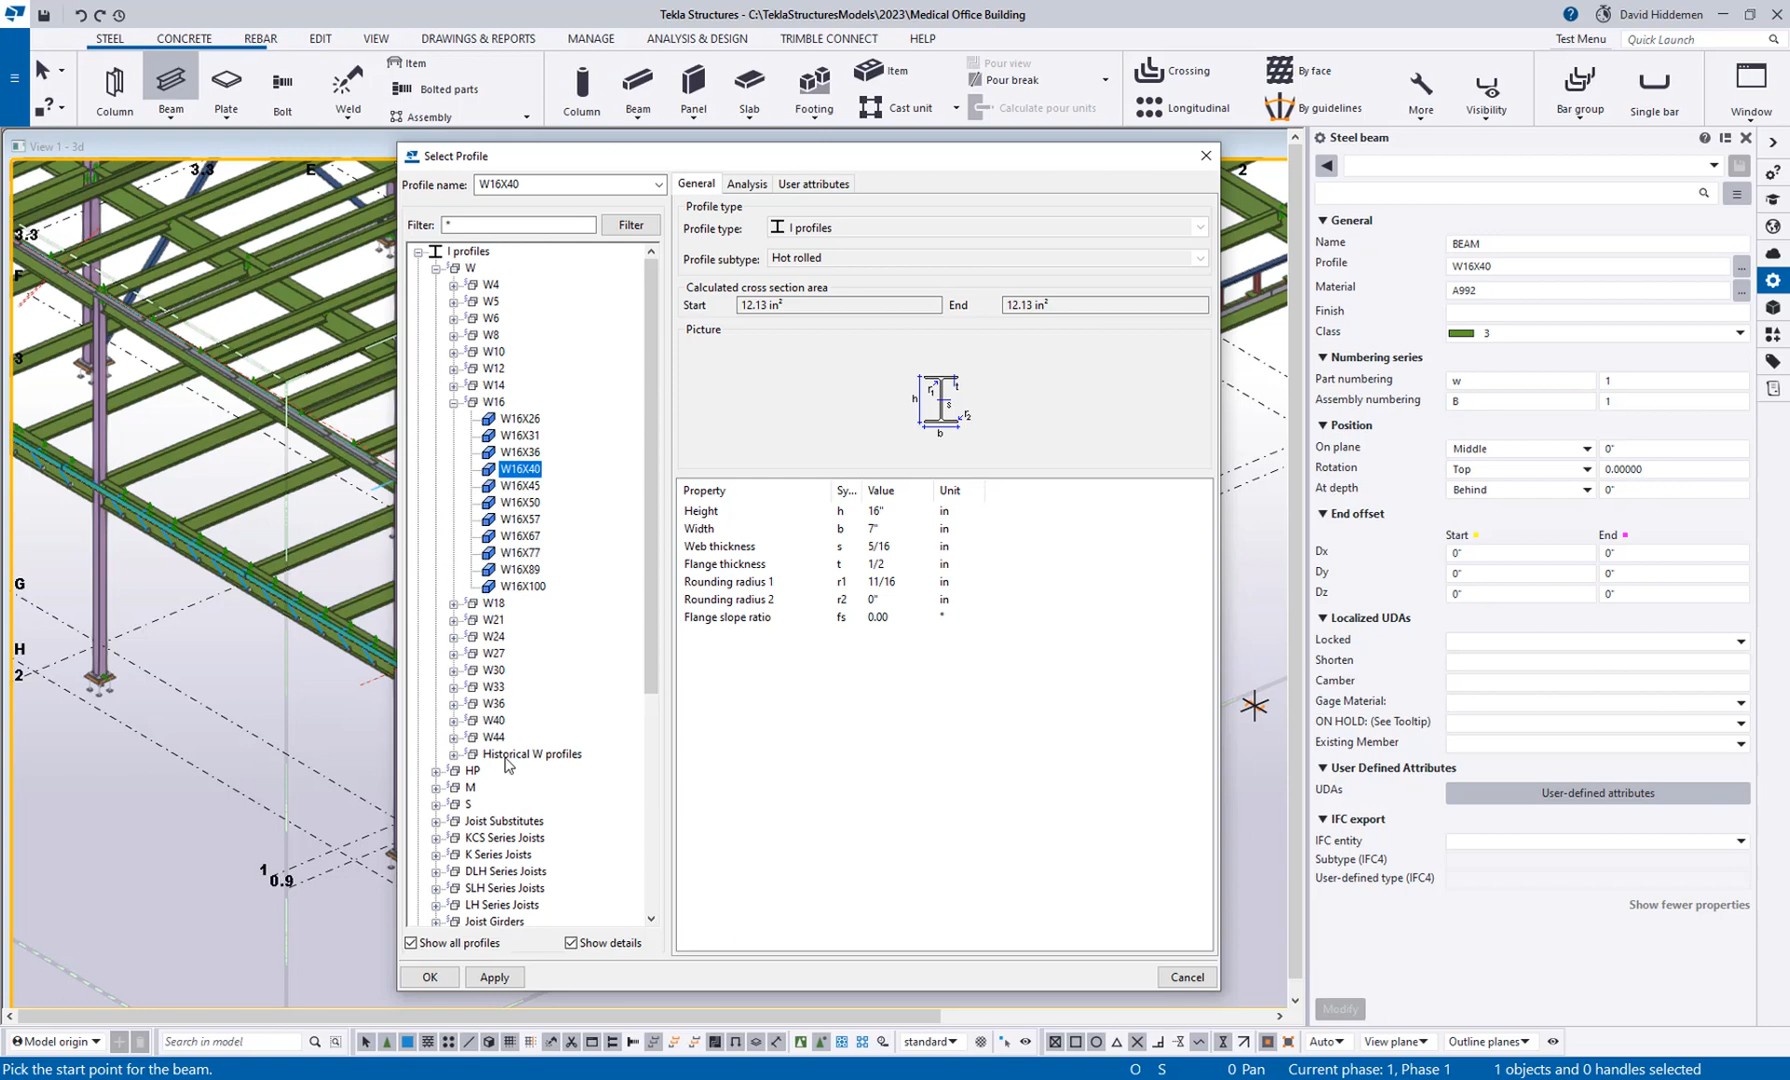 Tekla Structures - C:\TeklaStructuresModels\2023\Medical Office Building
David Hiddemen
STEEL CONCRETE REBAR EDIT VIEW DRAWINGS & REPORTS MANAGE ANALYSIS & DESIGN TRIMBLE CONNECT HELP Test Menu Quick Launch
Item
Bolted parts
Assembly
Column Beam Plate Bolt Weld
Column Beam Panel Slab Footing
Item
Cast unit
Pour view
Pour break
Calculate pour units
Crossing
Longitudinal
By face
By guidelines
More Visibility Bar group Single bar Window
View 1 - 3d
3.3 E 2
3.3
F
3
G
H
2
1
0.9
Select Profile
Profile name: W16X40
Filter: * Filter
I profiles
W
W4
W5
W6
W8
W10
W12
W14
W16
W16X26
W16X31
W16X36
W16X40
W16X45
W16X50
W16X57
W16X67
W16X77
W16X89
W16X100
W18
W21
W24
W27
W30
W33
W36
W40
W44
Historical W profiles
HP
M
S
Joist Substitutes
KCS Series Joists
K Series Joists
DLH Series Joists
SLH Series Joists
LH Series Joists
Joist Girders
Show all profiles Show details
OK Apply Cancel
General Analysis User attributes
Profile type
Profile type: I profiles
Profile subtype: Hot rolled
Calculated cross section area
Start 12.13 in² End 12.13 in²
Picture
h r1 t s r2 b
Property Sy... Value Unit
Height h 16" in
Width b 7" in
Web thickness s 5/16 in
Flange thickness t 1/2 in
Rounding radius 1 r1 11/16 in
Rounding radius 2 r2 0" in
Flange slope ratio fs 0.00 *
Steel beam
General
Name BEAM
Profile W16X40 ...
Material A992 ...
Finish
Class 3
Numbering series
Part numbering w 1
Assembly numbering B 1
Position
On plane Middle 0"
Rotation Top 0.00000
At depth Behind 0"
End offset
Start End
Dx 0" 0"
Dy 0" 0"
Dz 0" 0"
Localized UDAs
Locked
Shorten
Camber
Gage Material:
ON HOLD: (See Tooltip)
Existing Member
User Defined Attributes
UDAs User-defined attributes
IFC export
IFC entity
Subtype (IFC4)
User-defined type (IFC4)
Show fewer properties
Modify
Model origin Search in model standard Auto View plane Outline planes
Pick the start point for the beam. O S 0 Pan Current phase: 1, Phase 1 1 objects and 0 handles selected